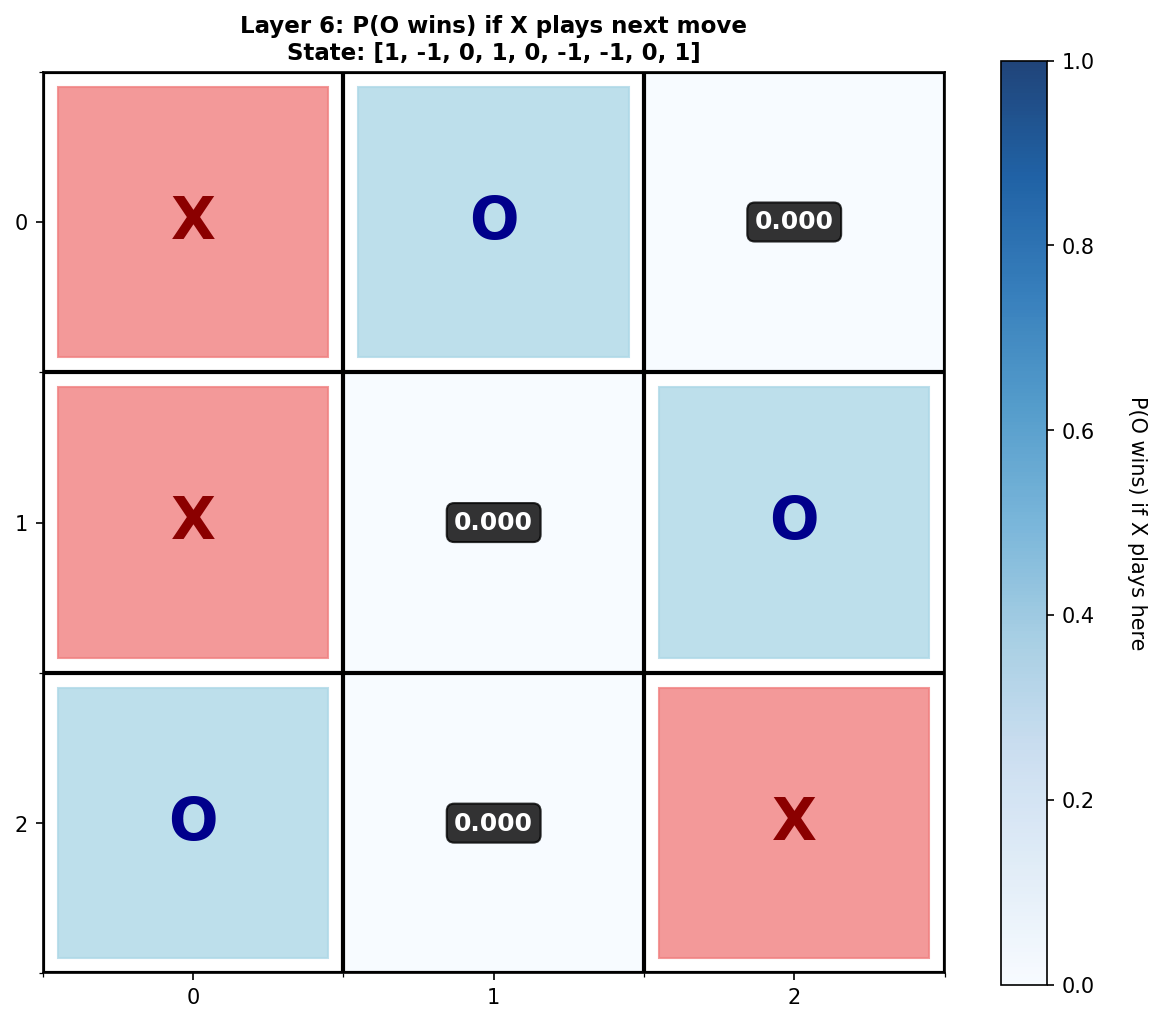 Layer 6: P(O wins) if X plays next move
State: [1, -1, 0, 1, 0, -1, -1, 0, 1]
X
O
0.000
X
0.000
O
O
0.000
X
0
1
2
0
1
2
1.0
0.8
0.6
0.4
0.2
0.0
P(O wins) if X plays here